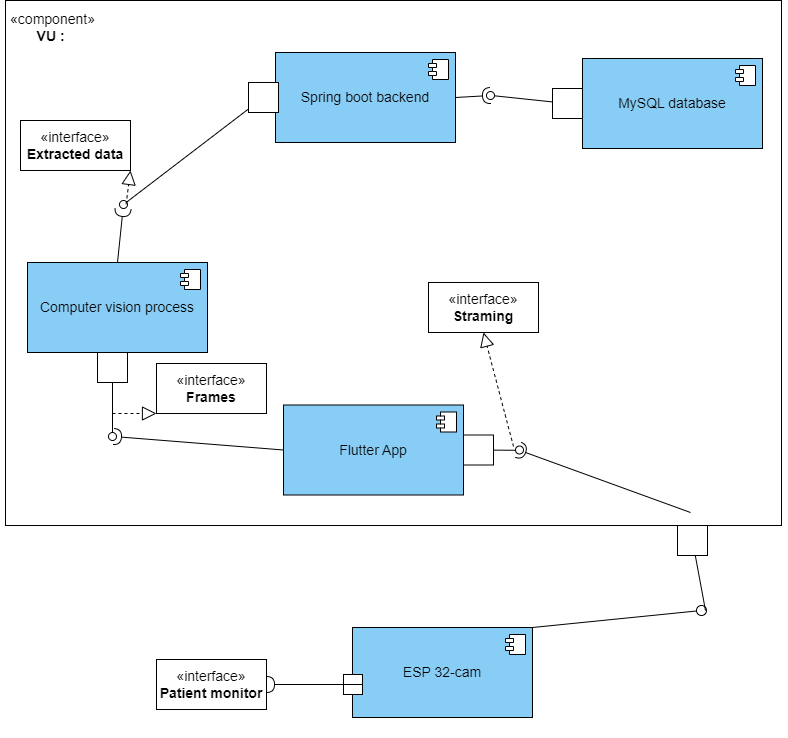 «component»
VU :
Spring boot backend
MySQL database
«interface»
Extracted data
Computer vision process
«interface»
Straming
«interface»
Frames
Flutter App
ESP 32-cam
«interface»
Patient monitor